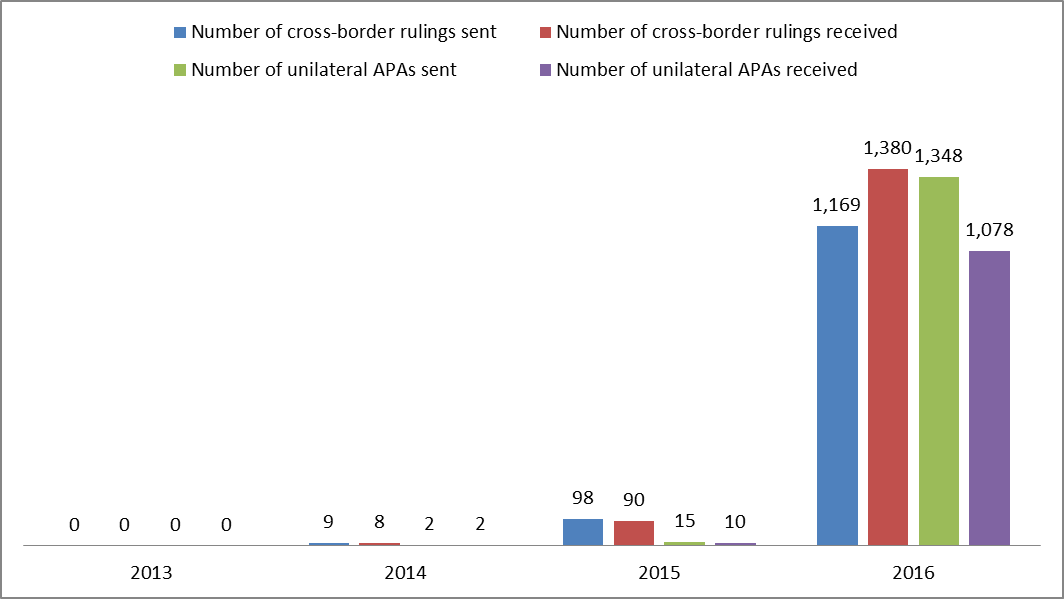 Number of cross-border rulings sent Number of cross-border rulings received
Number of unilateral APAs sent Number of unilateral APAs received
1,380 1,348
1,169
1,078
98 90
0 0 0 0 9 8 2 2 15 10
2013 2014 2015 2016